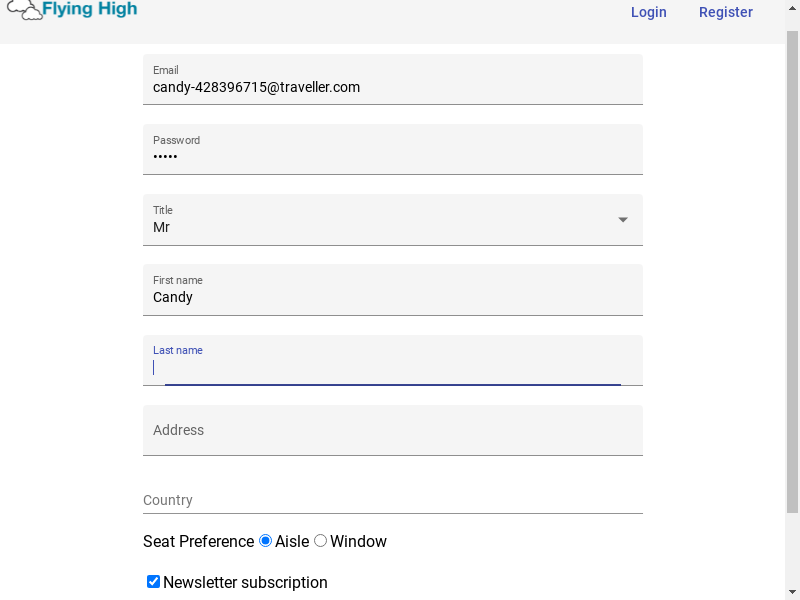 Flying High
Login Register
Email
candy-428396715@traveller.com
Password
•••••
Title
Mr
First name
Candy
Last name
Address
Country
Seat Preference Aisle Window
Newsletter subscription